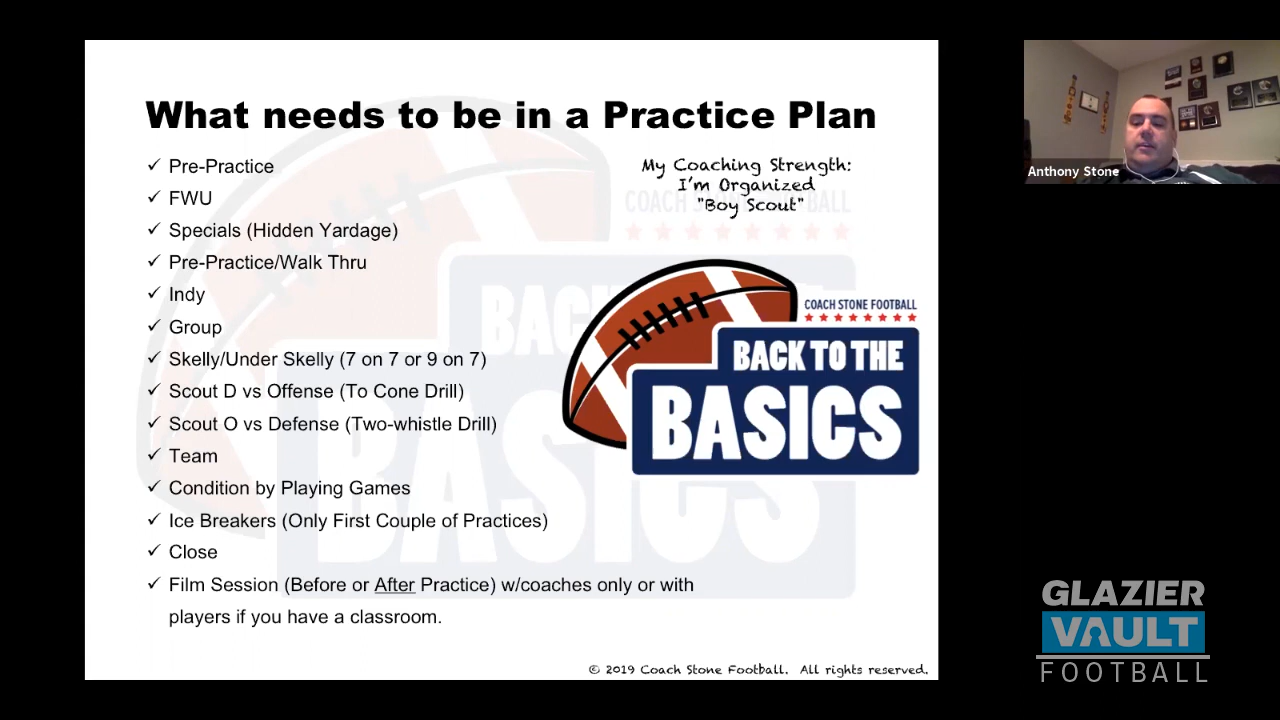 What needs to be in a Practice Plan
✓ Pre-Practice
✓ FWU
✓ Specials (Hidden Yardage)
✓ Pre-Practice/Walk Thru
✓ Indy
✓ Group
✓ Skelly/Under Skelly (7 on 7 or 9 on 7)
✓ Scout D vs Offense (To Cone Drill)
✓ Scout O vs Defense (Two-whistle Drill)
✓ Team
✓ Condition by Playing Games
✓ Ice Breakers (Only First Couple of Practices)
✓ Close
✓ Film Session (Before or After Practice) w/coaches only or with
players if you have a classroom.
My Coaching Strength:
I'm Organized
"Boy Scout"
COACH STONE FOOTBALL
BACK TO THE
BASICS
© 2019 Coach Stone Football. All rights reserved.
Anthony Stone
GLAZIER
VAULT
FOOTBALL